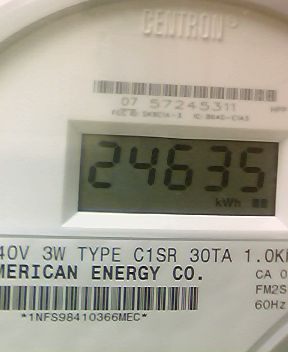 CENTRON®
07 57245311
24635
kWh
40V 3W TYPE C1SR 30TA 1.0K
MERICAN ENERGY CO.
CA 0
FM2S
60Hz
*1NFS98410366MEC*